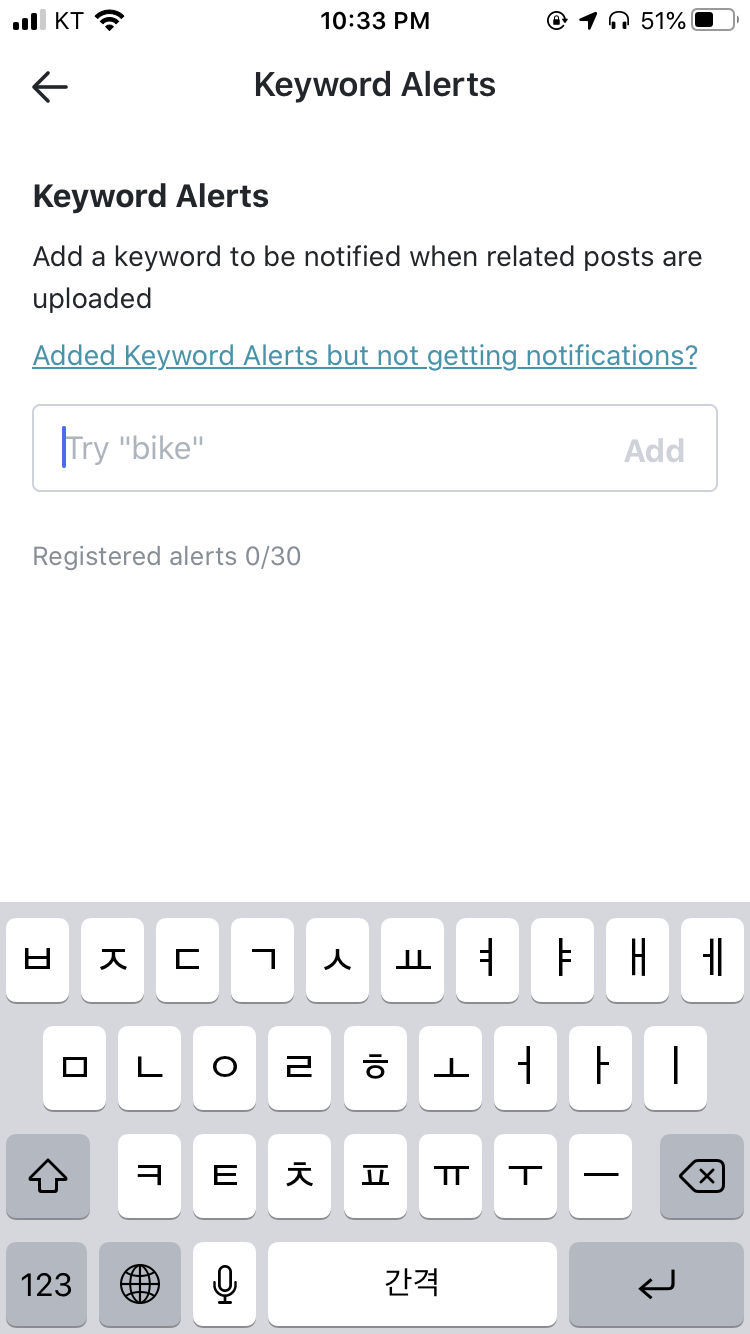 KT 10:33 PM 51%
Keyword Alerts
Keyword Alerts
Add a keyword to be notified when related posts are
uploaded
Added Keyword Alerts but not getting notifications?
Try "bike" Add
Registered alerts 0/30
ㅂ ㅈ ㄷ ㄱ ㅅ ㅛ ㅕ ㅑ ㅐ ㅔ
ㅁ ㄴ ㅇ ㄹ ㅎ ㅗ ㅓ ㅏ ㅣ
ㅋ ㅌ ㅊ ㅍ ㅠ ㅜ ㅡ
123 간격